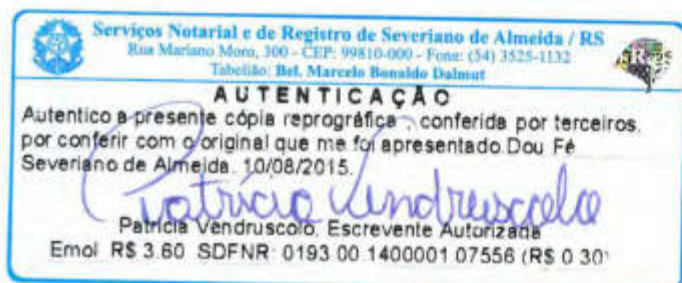 Serviços Notarial e de Registro de Severiano de Almeida / RS
Rua Mariano Moro, 300 - CEP: 99810-000 - Fone: (54) 3525-1132
Tabelião: Bel. Marcelo Bonaldo Dalmut
AUTENTICAÇÃO
Autentico a presente cópia reprográfica , conferida por terceiros,
por conferir com o original que me foi apresentado.Dou Fé
Severiano de Almeida. 10/08/2015.
Patricia Vendruscolo
Patricia Vendruscolo, Escrevente Autorizada
Emol R$ 3.60 SDFNR: 0193 00 1400001 07556 (R$ 0 30)